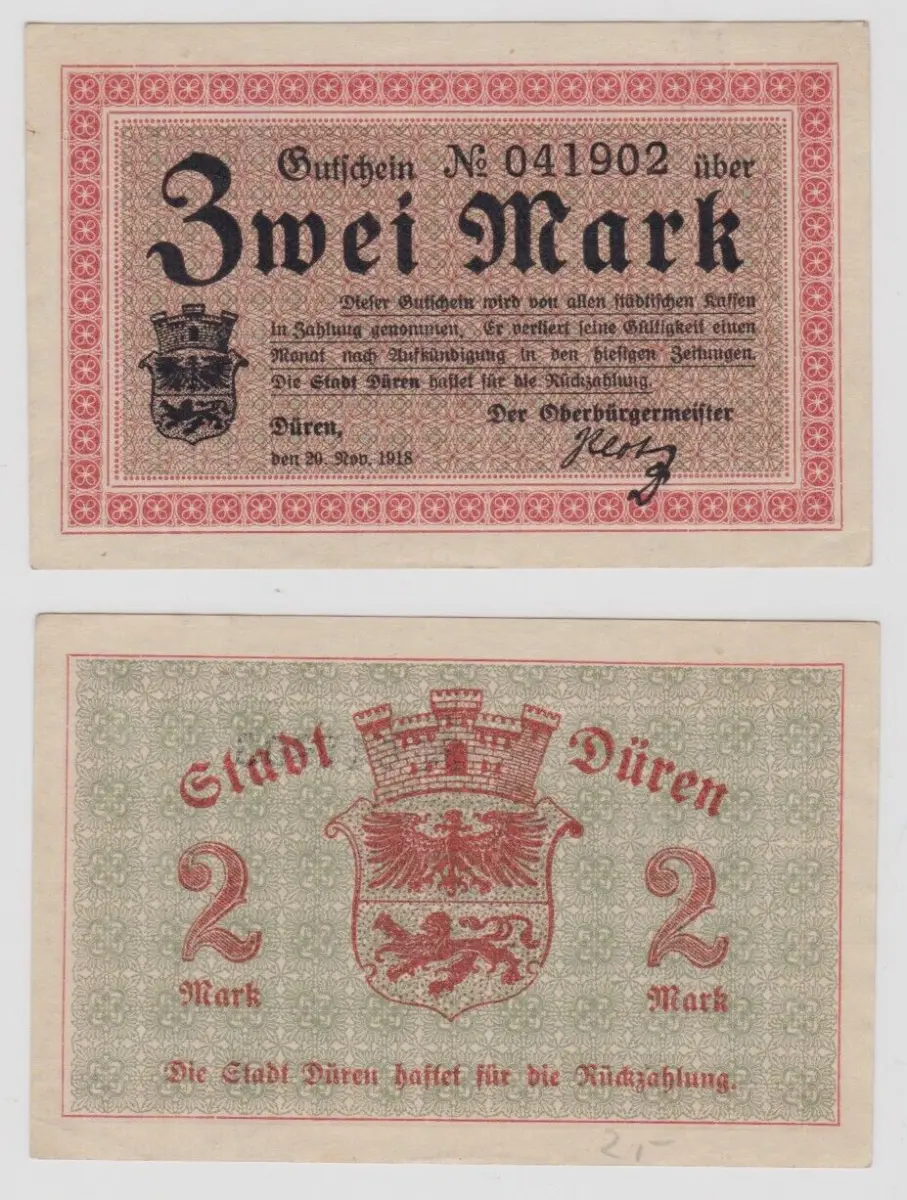 Gutschein № 041902 über
Zwei Mark
Dieser Gutschein wird von allen städtischen Kassen
in Zahlung genommen. Er verliert seine Gültigkeit einen
Monat nach Aufkündigung in den hiesigen Zeitungen.
Die Stadt Düren haftet für die Rückzahlung.
Düren,
den 20. Nov. 1918
Der Oberbürgermeister
Klotz
Stadt Düren
2 2
Mark Mark
Die Stadt Düren haftet für die Rückzahlung.
2,-